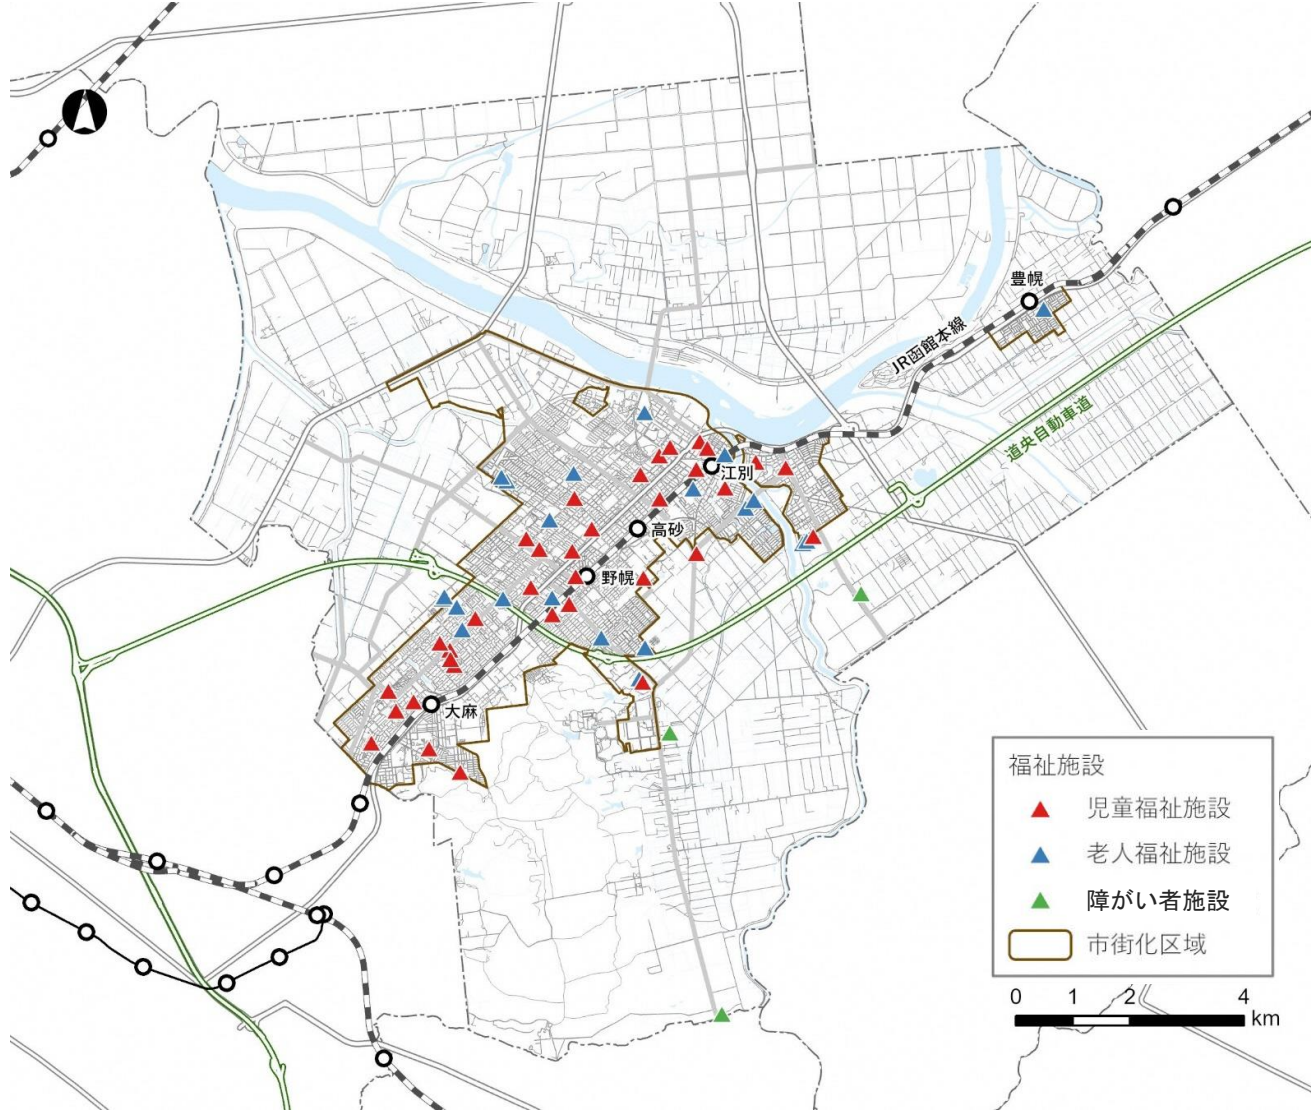 豊幌
JR函館本線
道央自動車道
江別
高砂
野幌
大麻
福祉施設
児童福祉施設
老人福祉施設
障がい者施設
市街化区域
0 1 2 4
km